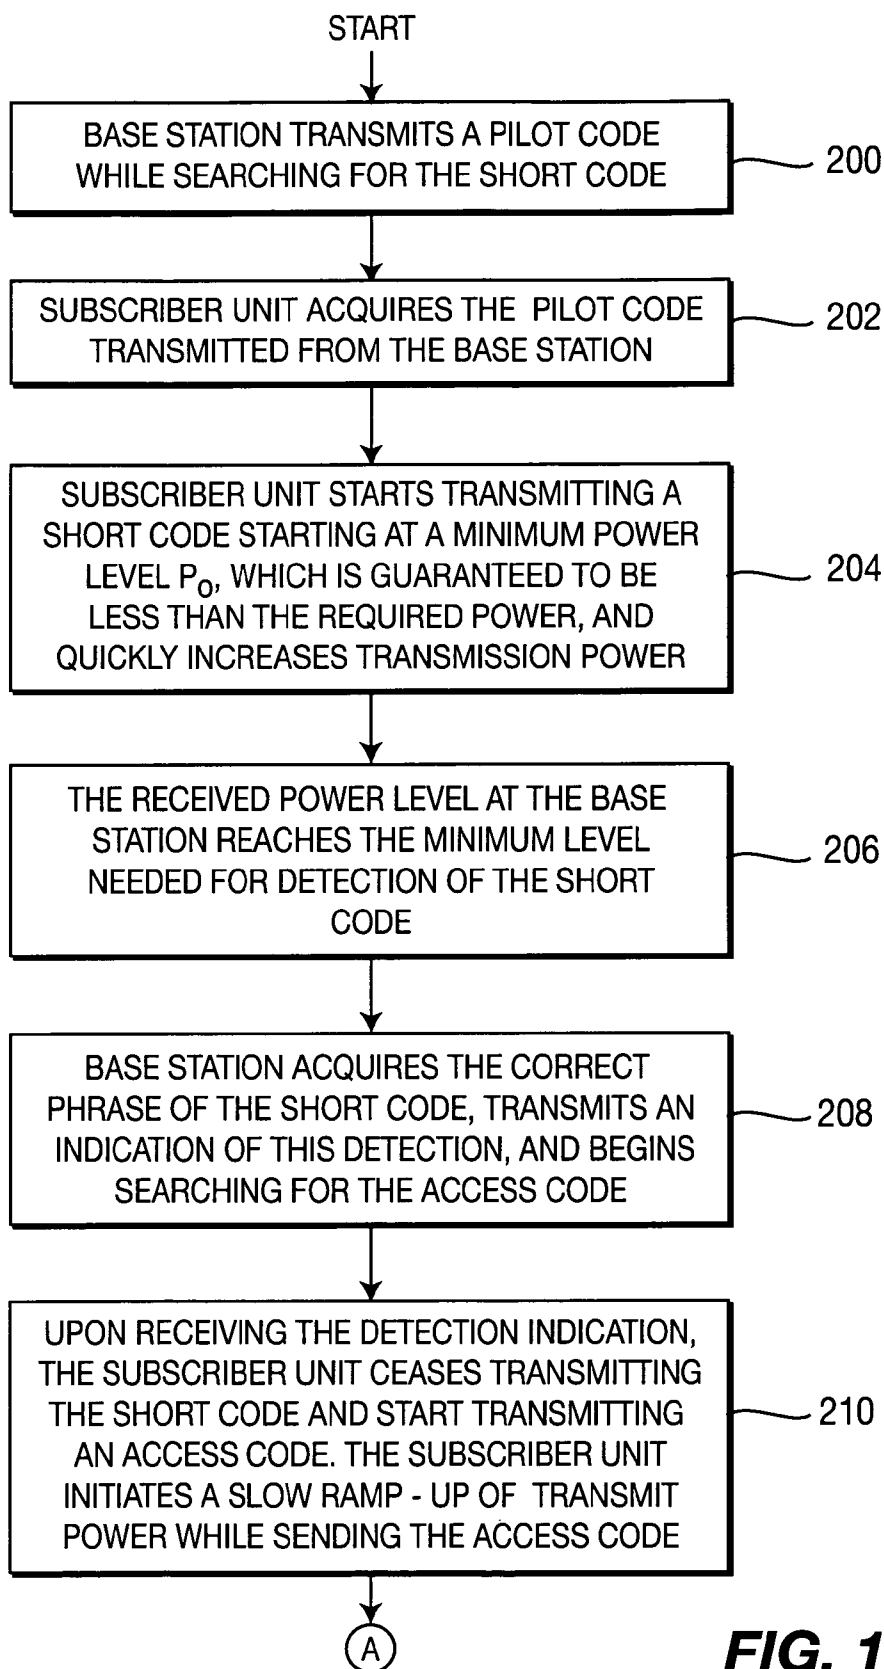 START
BASE STATION TRANSMITS A PILOT CODE
WHILE SEARCHING FOR THE SHORT CODE
200
SUBSCRIBER UNIT ACQUIRES THE PILOT CODE
TRANSMITTED FROM THE BASE STATION
202
SUBSCRIBER UNIT STARTS TRANSMITTING A
SHORT CODE STARTING AT A MINIMUM POWER
LEVEL P₀, WHICH IS GUARANTEED TO BE
LESS THAN THE REQUIRED POWER, AND
QUICKLY INCREASES TRANSMISSION POWER
204
THE RECEIVED POWER LEVEL AT THE BASE
STATION REACHES THE MINIMUM LEVEL
NEEDED FOR DETECTION OF THE SHORT
CODE
206
BASE STATION ACQUIRES THE CORRECT
PHRASE OF THE SHORT CODE, TRANSMITS AN
INDICATION OF THIS DETECTION, AND BEGINS
SEARCHING FOR THE ACCESS CODE
208
UPON RECEIVING THE DETECTION INDICATION,
THE SUBSCRIBER UNIT CEASES TRANSMITTING
THE SHORT CODE AND START TRANSMITTING
AN ACCESS CODE. THE SUBSCRIBER UNIT
INITIATES A SLOW RAMP - UP OF TRANSMIT
POWER WHILE SENDING THE ACCESS CODE
210
A
FIG. 1